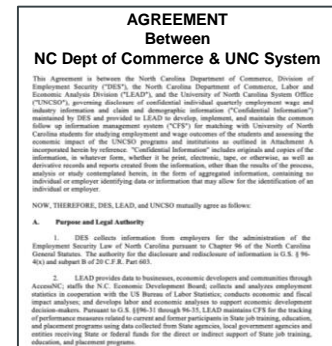 AGREEMENT
Between
NC Dept of Commerce & UNC System
This Agreement is between the North Carolina Department of Commerce, Division of
Employment Security ("DES"), the North Carolina Department of Commerce, Labor and
Economic Analysis Division ("LEAD"), and the University of North Carolina System Office
("UNCSO"), governing disclosure of confidential individual quarterly employment wage and
industry information and claim and demographic information ("Confidential Information")
maintained by DES and provided to LEAD to develop, implement, and maintain the common
follow up information management system ("CFS") for matching with University of North
Carolina students for studying employment and wage outcomes of the students and assessing the
economic impact of the UNCSO programs and institutions as outlined in Attachment A
incorporated herein by reference. "Confidential Information" includes originals and copies of the
information, in whatever form, whether it be print, electronic, tape, or otherwise, as well as
derivative records and reports created from the information, other than the results of the process,
analysis or study contemplated herein, in the form of aggregated information, containing no
individual or employer identifying data or information that may allow for the identification of an
individual or employer.
NOW, THEREFORE, DES, LEAD, and UNCSO mutually agree as follows:
A. Purpose and Legal Authority
1. DES collects information from employers for the administration of the
Employment Security Law of North Carolina pursuant to Chapter 96 of the North Carolina
General Statutes. The authority for the disclosure and redisclosure of information is G.S. § 96-
4(x) and subpart B of 20 C.F.R. Part 603.
2. LEAD provides data to businesses, economic developers and communities through
AccessNC; staffs the N.C. Economic Development Board; collects and analyzes employment
statistics in cooperation with the US Bureau of Labor Statistics; conducts economic and fiscal
impact analyses; and develops labor and economic analyses to support economic development
decision-makers. Pursuant to G.S. §§96-31 through 96-35, LEAD maintains CFS for the tracking
of performance measures related to current and former participants in State job training, education,
and placement programs using data collected from State agencies, local government agencies and
entities receiving State or federal funds for the direct or indirect support of State job training,
education, and placement programs.